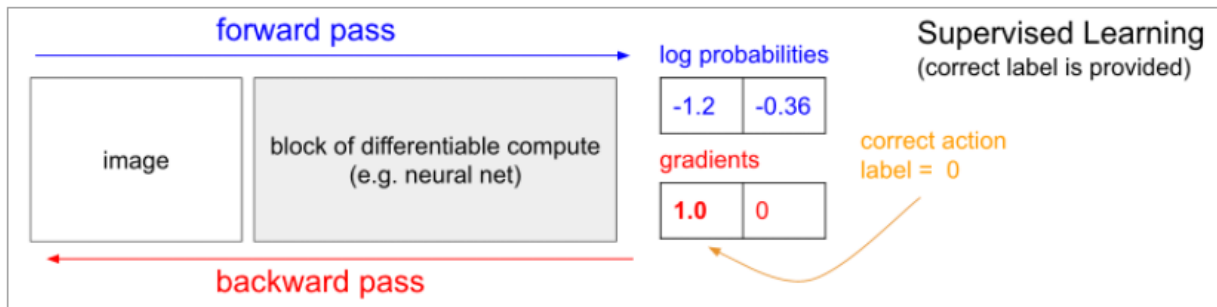 forward pass
Supervised Learning
(correct label is provided)
log probabilities
-1.2 -0.36
image
block of differentiable compute
(e.g. neural net)
gradients
1.0 0
correct action
label = 0
backward pass